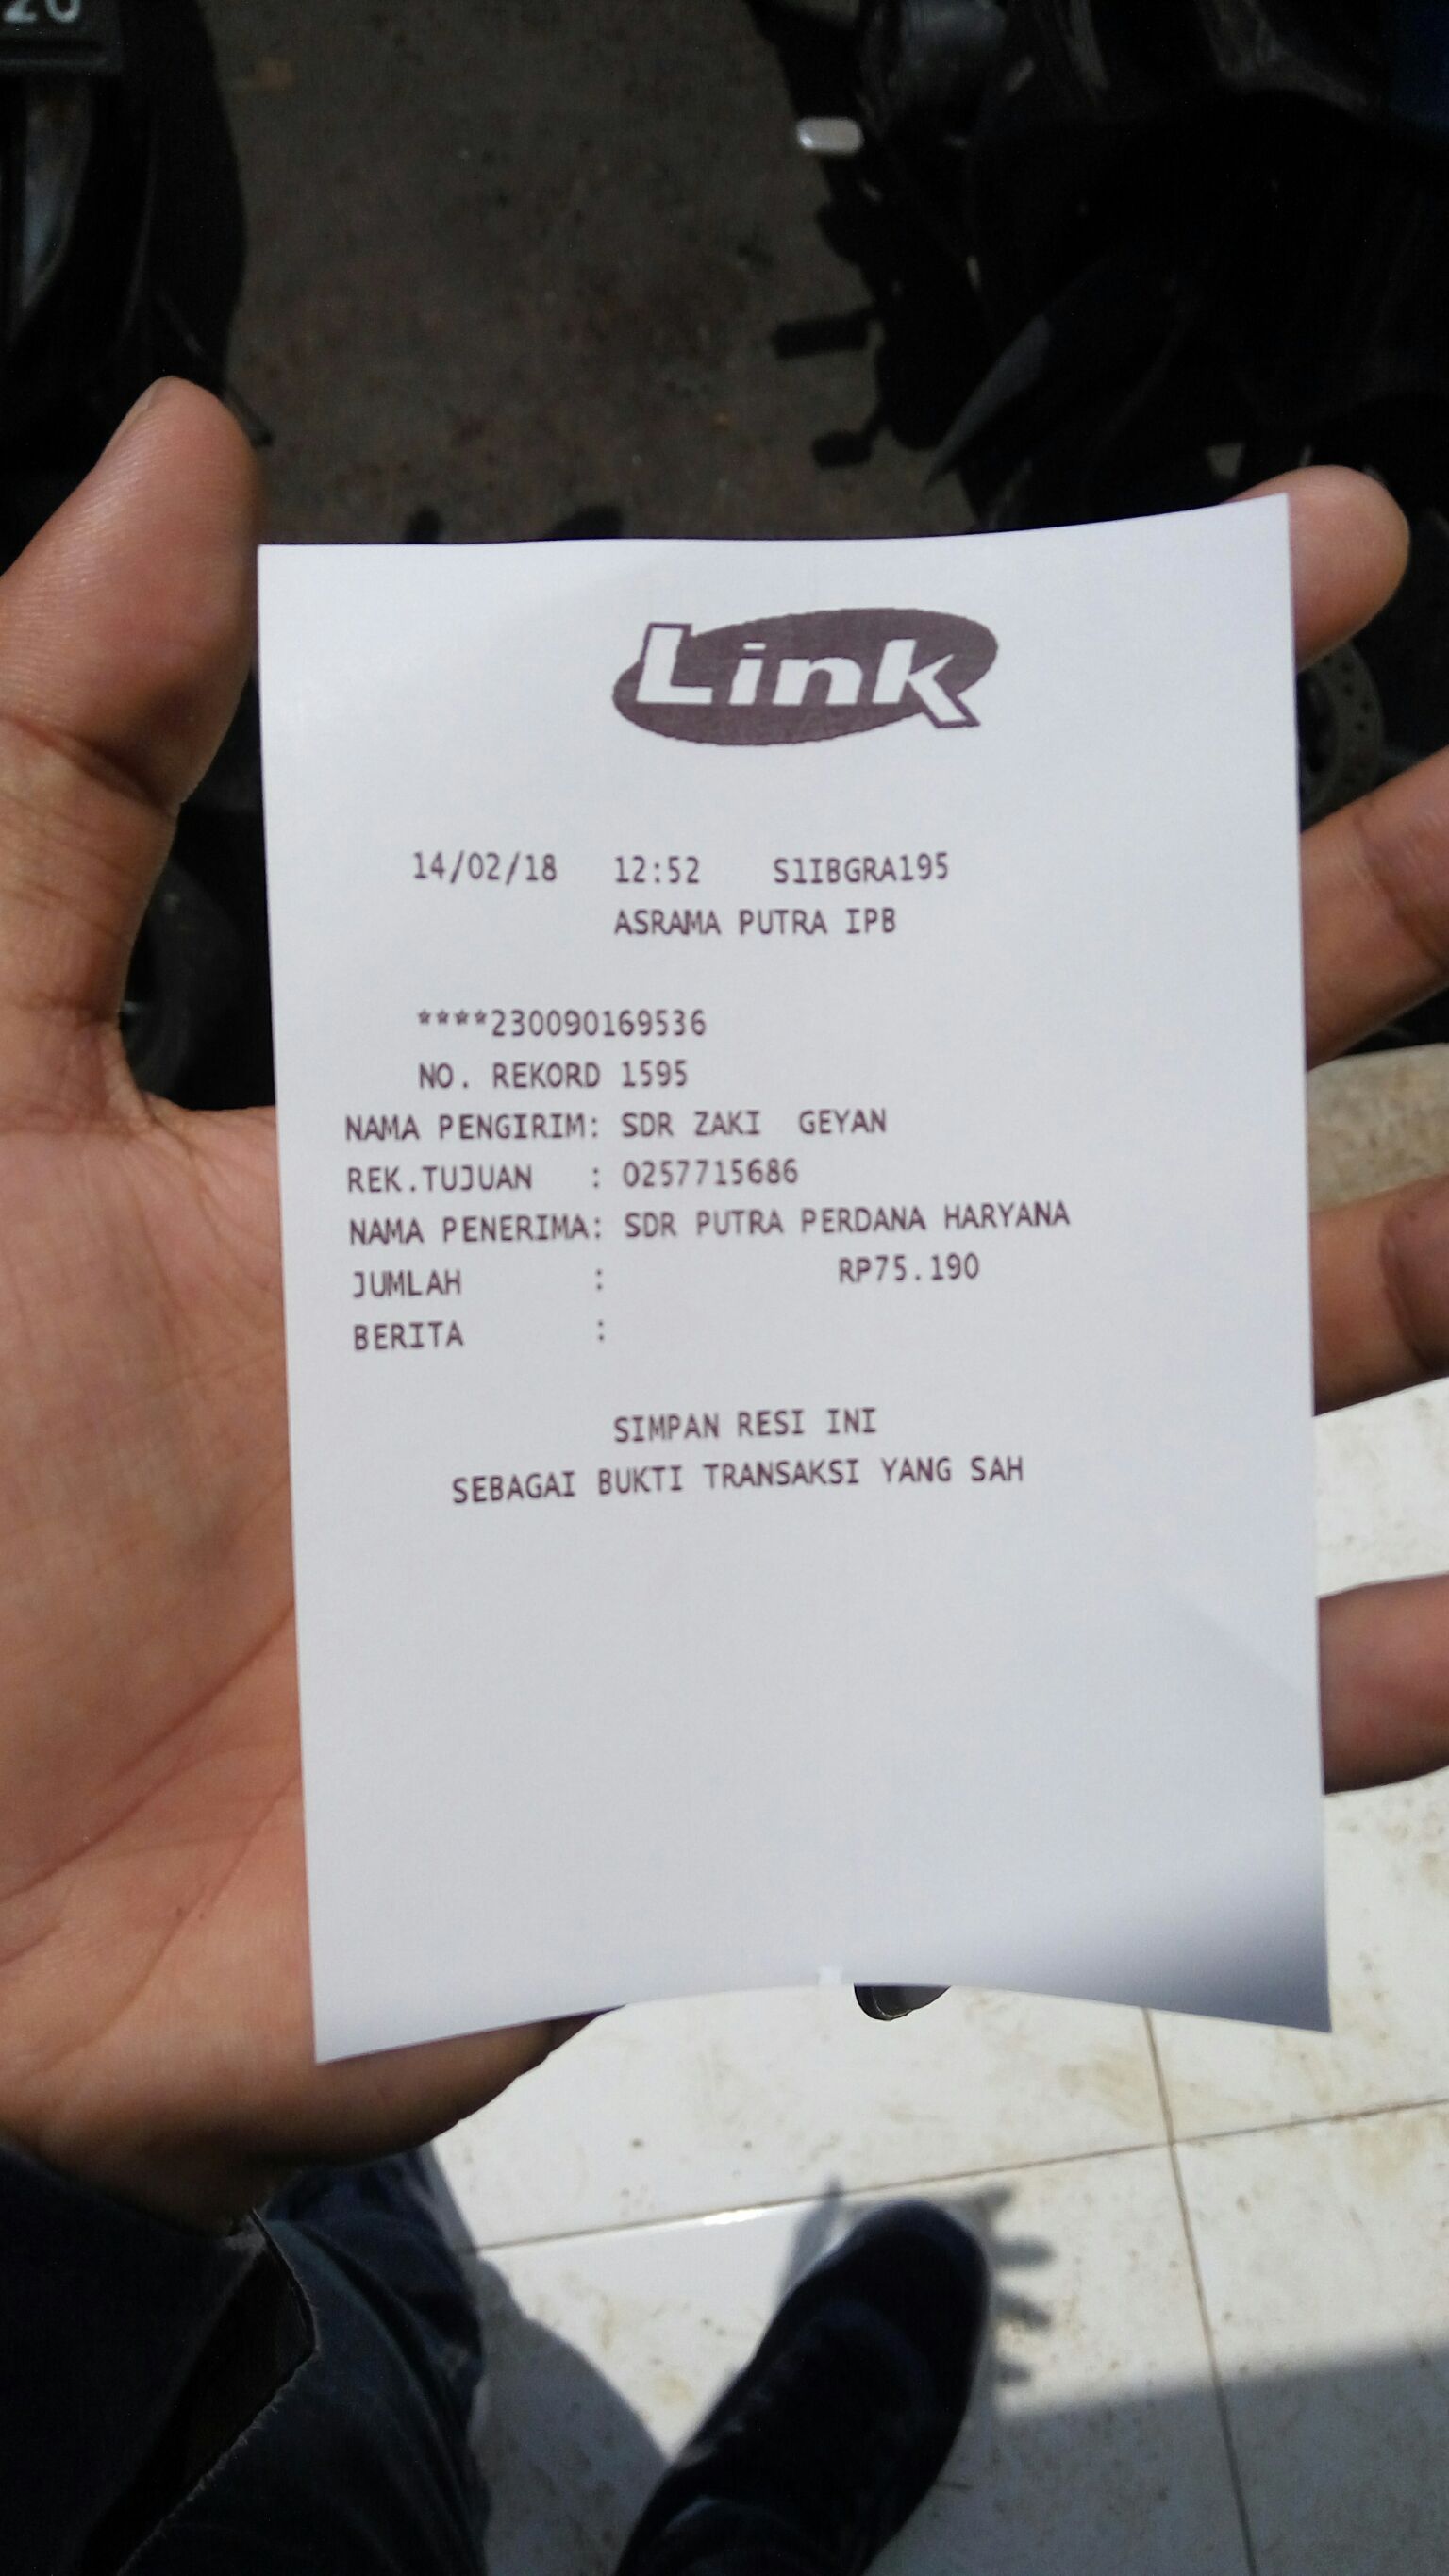 20
Link
14/02/18 12:52 S1IBGRA195
ASRAMA PUTRA IPB
****230090169536
NO. REKORD 1595
NAMA PENGIRIM: SDR ZAKI GEYAN
REK.TUJUAN : 0257715686
NAMA PENERIMA: SDR PUTRA PERDANA HARYANA
JUMLAH : RP75.190
BERITA :
SIMPAN RESI INI
SEBAGAI BUKTI TRANSAKSI YANG SAH